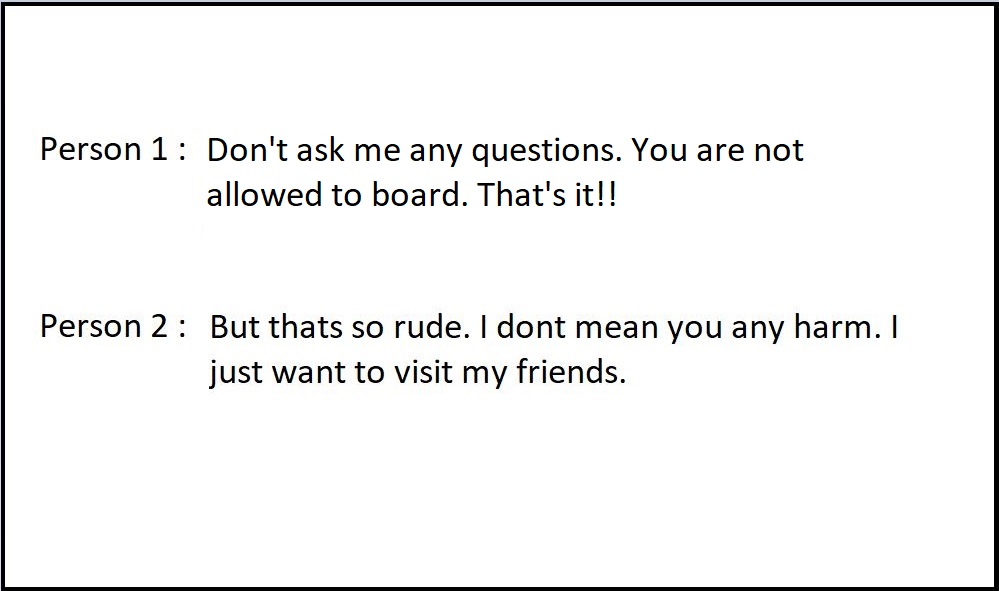 Person 1 : Don't ask me any questions. You are not
allowed to board. That's it!!
Person 2 : But thats so rude. I dont mean you any harm. I
just want to visit my friends.